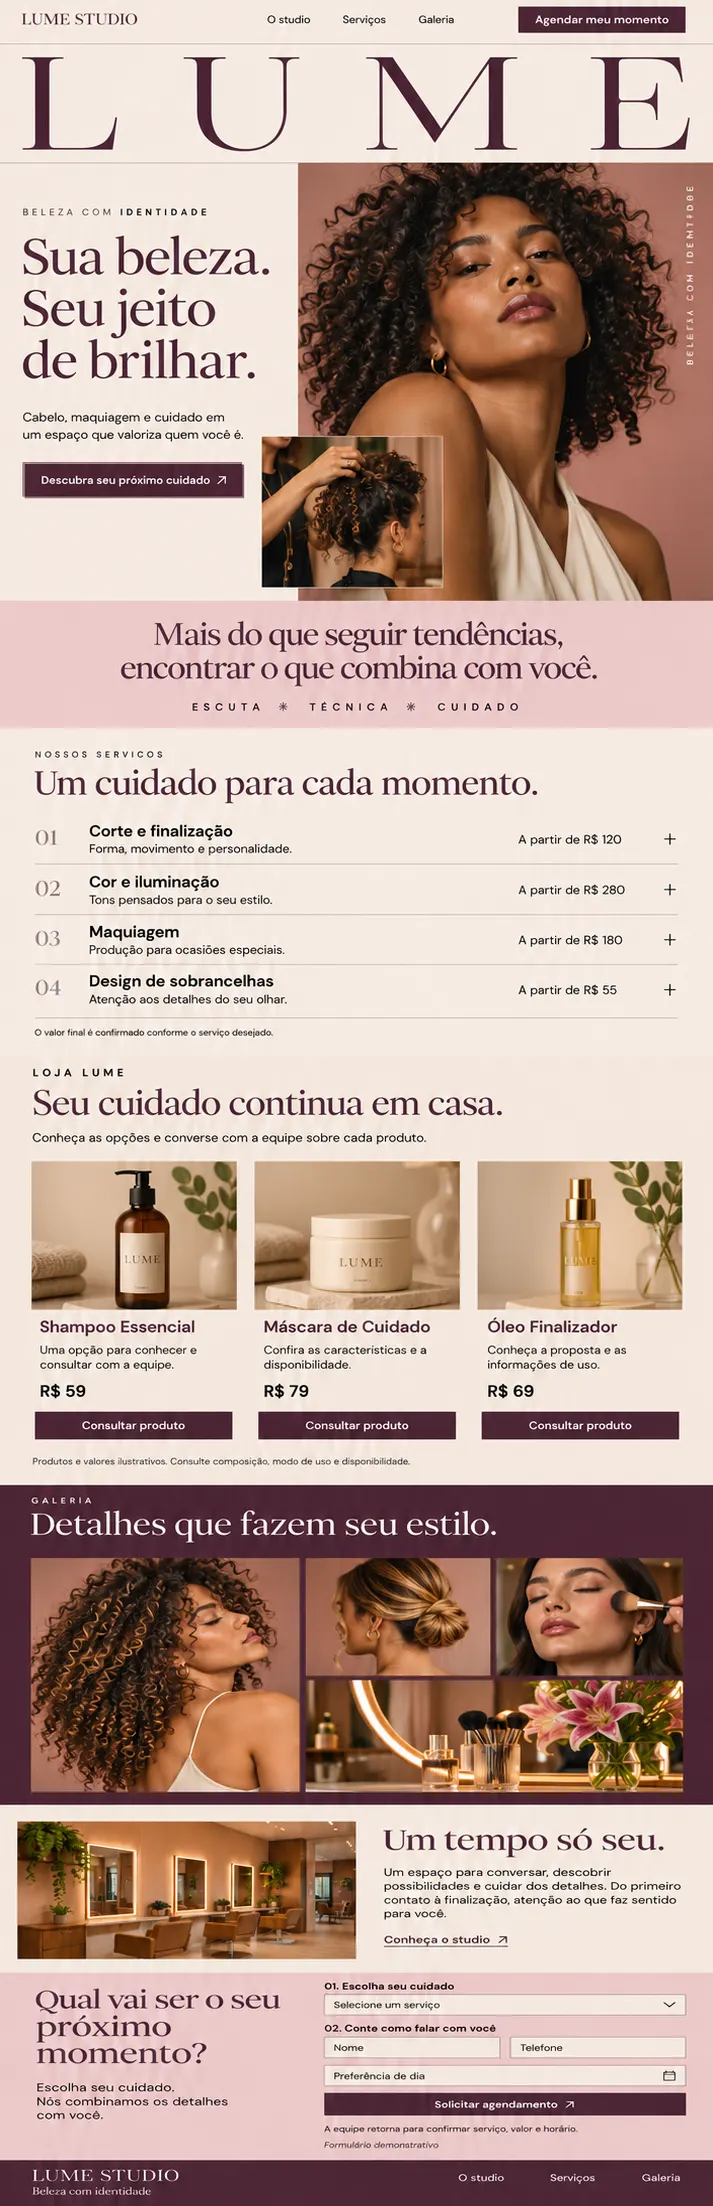 LUME STUDIO
O studio
Serviços
Galeria
Agendar meu momento
LUME
BELEZA COM IDENTIDADE
Sua beleza.
Seu jeito
de brilhar.
Cabelo, maquiagem e cuidado em
um espaço que valoriza quem você é.
Descubra seu próximo cuidado
COM
Mais do que seguir tendências,
encontrar o que combina com você.
ESCUTA ✳ TÉCNICA ✳ CUIDADO
NOSSOS SERVICOS
Um cuidado para cada momento.
01
Corte e finalização
Forma, movimento e personalidade.
A partir de R$ 120
+
02
Cor e iluminação
Tons pensados para o seu estilo.
A partir de R$ 280
+
03
Maquiagem
Produção para ocasiões especiais.
A partir de R$ 180
+
04
Design de sobrancelhas
Atenção aos detalhes do seu olhar.
A partir de R$ 55
+
O valor final é confirmado conforme o serviço desejado.
LOJA LUME
Seu cuidado continua em casa.
Conheça as opções e converse com a equipe sobre cada produto.
LUME
LUME
LUME
Shampoo Essencial
Uma opção para conhecer e
consultar com a equipe.
R$ 59
Consultar produto
Máscara de Cuidado
Confira as características e a
disponibilidade.
R$ 79
Consultar produto
Óleo Finalizador
Conheça a proposta e as
informações de uso.
R$ 69
Consultar produto
Produtos e valores ilustrativos. Consulte composição, modo de uso e disponibilidade.
GALERIA
Detalhes que fazem seu estilo.
Um tempo só seu.
Um espaço para conversar, descobrir
possibilidades e cuidar dos detalhes. Do primeiro
contato à finalização, atenção ao que faz sentido
para você.
Conheça o studio
Qual vai ser o seu
próximo
momento?
Escolha seu cuidado.
Nós combinamos os detalhes
com você.
01. Escolha seu cuidado
Selecione um serviço
02. Conte como falar com você
Nome
Telefone
Preferência de dia
Solicitar agendamento
A equipe retorna para confirmar serviço, valor e horário.
Formulário demonstrativo
LUME STUDIO
Beleza com identidade
O studio
Serviços
Galeria